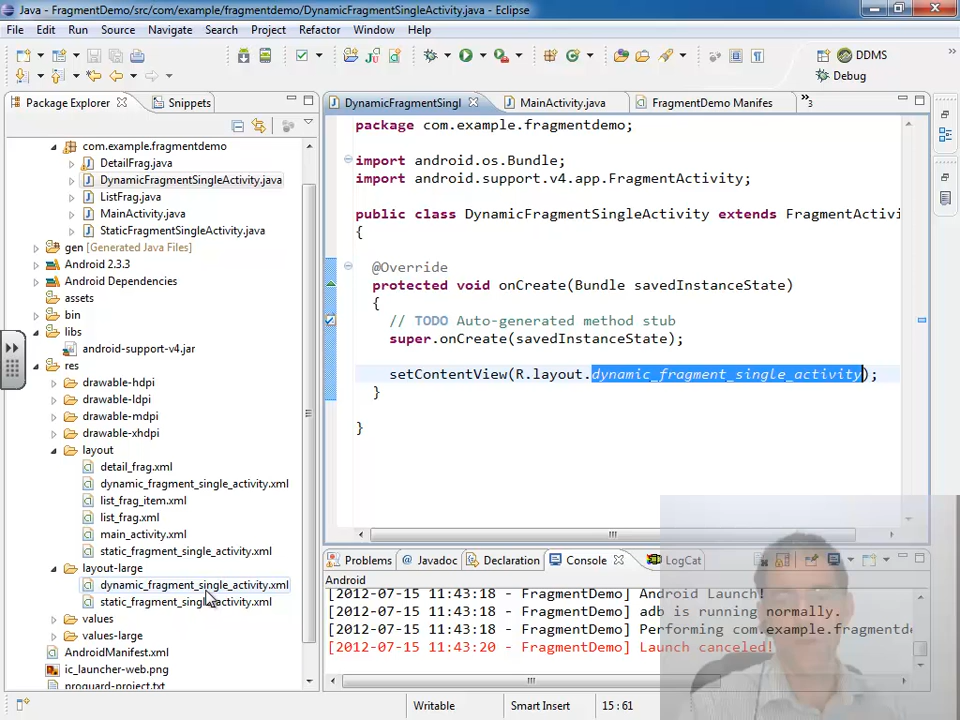 Java - FragmentDemo/src/com/example/fragmentdemo/DynamicFragmentSingleActivity.java - Eclipse
File Edit Run Source Navigate Search Project Refactor Window Help
DDMS
Debug
Package Explorer
Snippets
DynamicFragmentSingl
MainActivity.java
FragmentDemo Manifes
»3
com.example.fragmentdemo
DetailFrag.java
DynamicFragmentSingleActivity.java
ListFrag.java
MainActivity.java
StaticFragmentSingleActivity.java
gen [Generated Java Files]
Android 2.3.3
Android Dependencies
assets
bin
libs
android-support-v4.jar
res
drawable-hdpi
drawable-ldpi
drawable-mdpi
drawable-xhdpi
layout
detail_frag.xml
dynamic_fragment_single_activity.xml
list_frag_item.xml
list_frag.xml
main_activity.xml
static_fragment_single_activity.xml
layout-large
dynamic_fragment_single_activity.xml
static_fragment_single_activity.xml
values
values-large
AndroidManifest.xml
ic_launcher-web.png
proguard-project.txt
package com.example.fragmentdemo;
import android.os.Bundle;
import android.support.v4.app.FragmentActivity;
public class DynamicFragmentSingleActivity extends FragmentActivi
{
@Override
protected void onCreate(Bundle savedInstanceState)
{
// TODO Auto-generated method stub
super.onCreate(savedInstanceState);
setContentView(R.layout.dynamic_fragment_single_activity);
}
}
Problems
Javadoc
Declaration
Console
LogCat
Android
[2012-07-15 11:43:18 - FragmentDemo] Android Launch!
[2012-07-15 11:43:18 - FragmentDemo] adb is running normally.
[2012-07-15 11:43:18 - FragmentDemo] Performing com.example.fragmentde
[2012-07-15 11:43:20 - FragmentDemo] Launch canceled!
Writable
Smart Insert
15 : 61